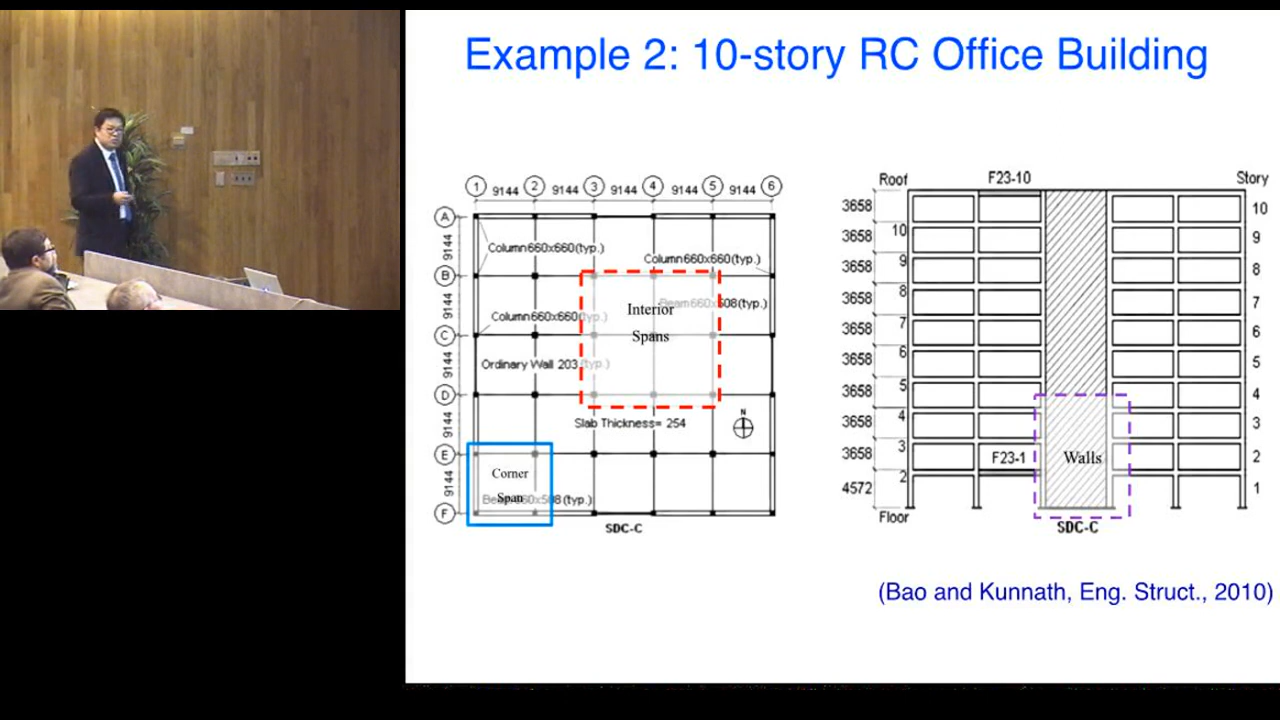 Example 2: 10-story RC Office Building
1 2 3 4 5 6
9144 9144 9144 9144 9144
A
B
C
D
E
F
9144
9144
9144
9144
9144
Column660x660(typ.)
Column660x660(typ.)
Beam660x508(typ.)
Interior
Spans
Column660x660(typ.)
Ordinary Wall 203(typ.)
Slab Thickness= 254
N
Corner
Span
Beam660x508(typ.)
SDC-C
Roof F23-10 Story
3658 10
3658 10 9
3658 9 8
3658 8 7
3658 7 6
3658 6 5
3658 5 4
3658 4 3
3658 3 F23-1 Walls 2
4572 2 1
Floor
SDC-C
(Bao and Kunnath, Eng. Struct., 2010)